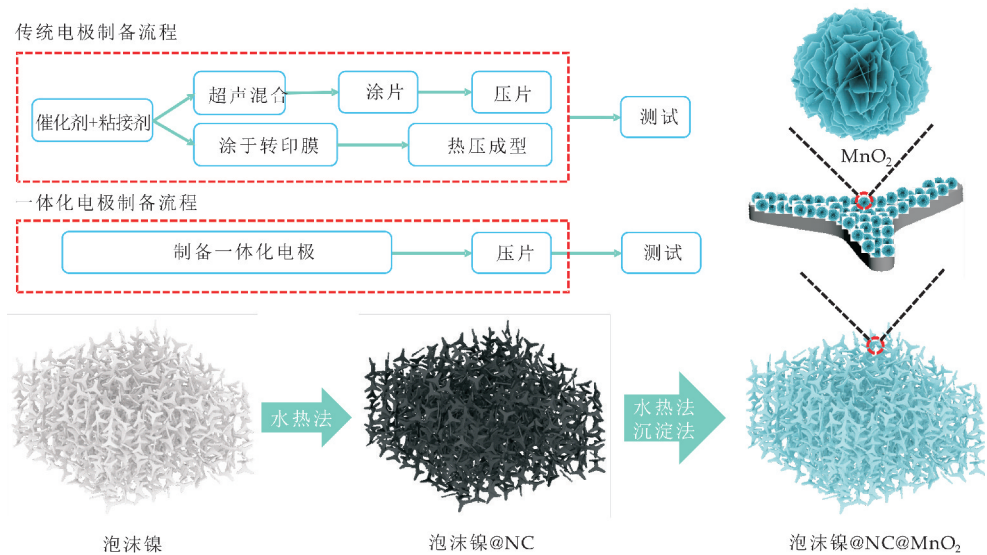 传统电极制备流程
催化剂+粘接剂
超声混合
涂片
压片
涂于转印膜
热压成型
测试
一体化电极制备流程
制备一体化电极
压片
测试
MnO₂
水热法
水热法
沉淀法
泡沫镍
泡沫镍@NC
泡沫镍@NC@MnO₂